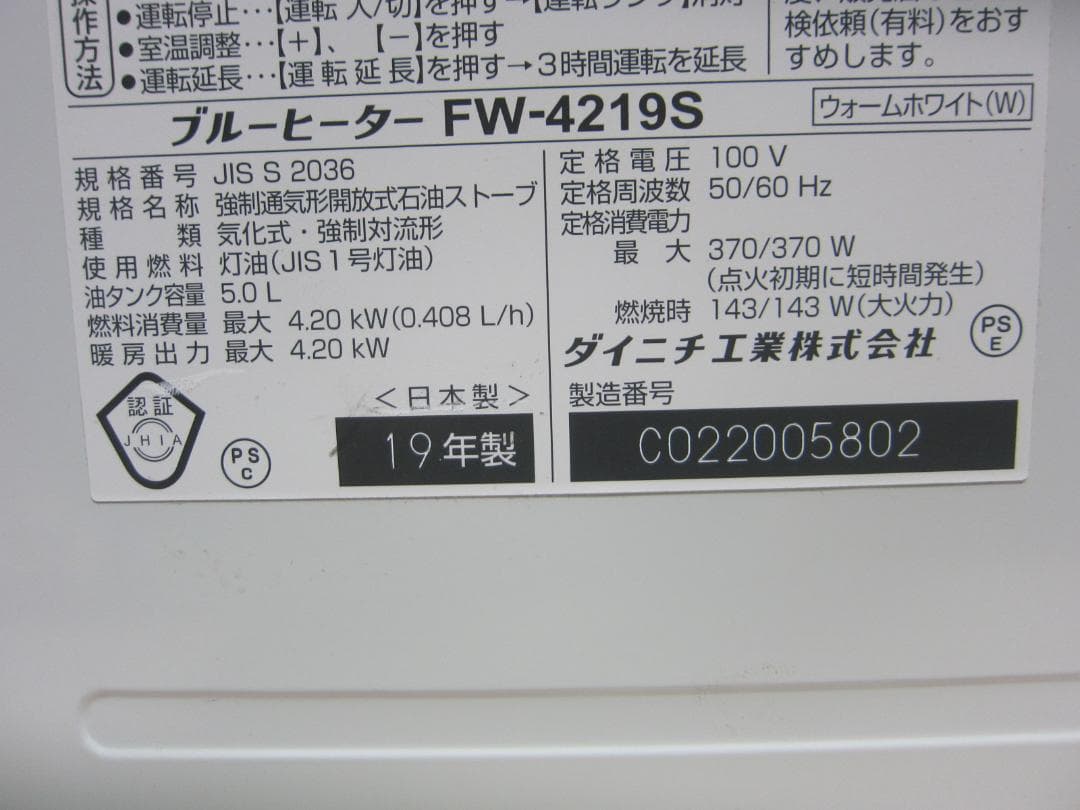 操作方法
●運転停止…【運転 入/切】を押す→【運転ランプ】消灯
●室温調整…【+】、【-】を押す
●運転延長…【運転延長】を押す→3時間運転を延長
検依頼(有料)をおす
すめします。
ブルーヒーター FW-4219S
ウォームホワイト(W)
規格番号 JIS S 2036
規格名称 強制通気形開放式石油ストーブ
種類 気化式・強制対流形
使用燃料 灯油(JIS1号灯油)
油タンク容量 5.0 L
燃料消費量 最大 4.20 kW(0.408 L/h)
暖房出力 最大 4.20 kW
定格電圧 100 V
定格周波数 50/60 Hz
定格消費電力
最大 370/370 W
(点火初期に短時間発生)
燃焼時 143/143 W(大火力)
ダイニチ工業株式会社
PS E
認証
JHIA
PS C
<日本製>
19年製
製造番号
C022005802